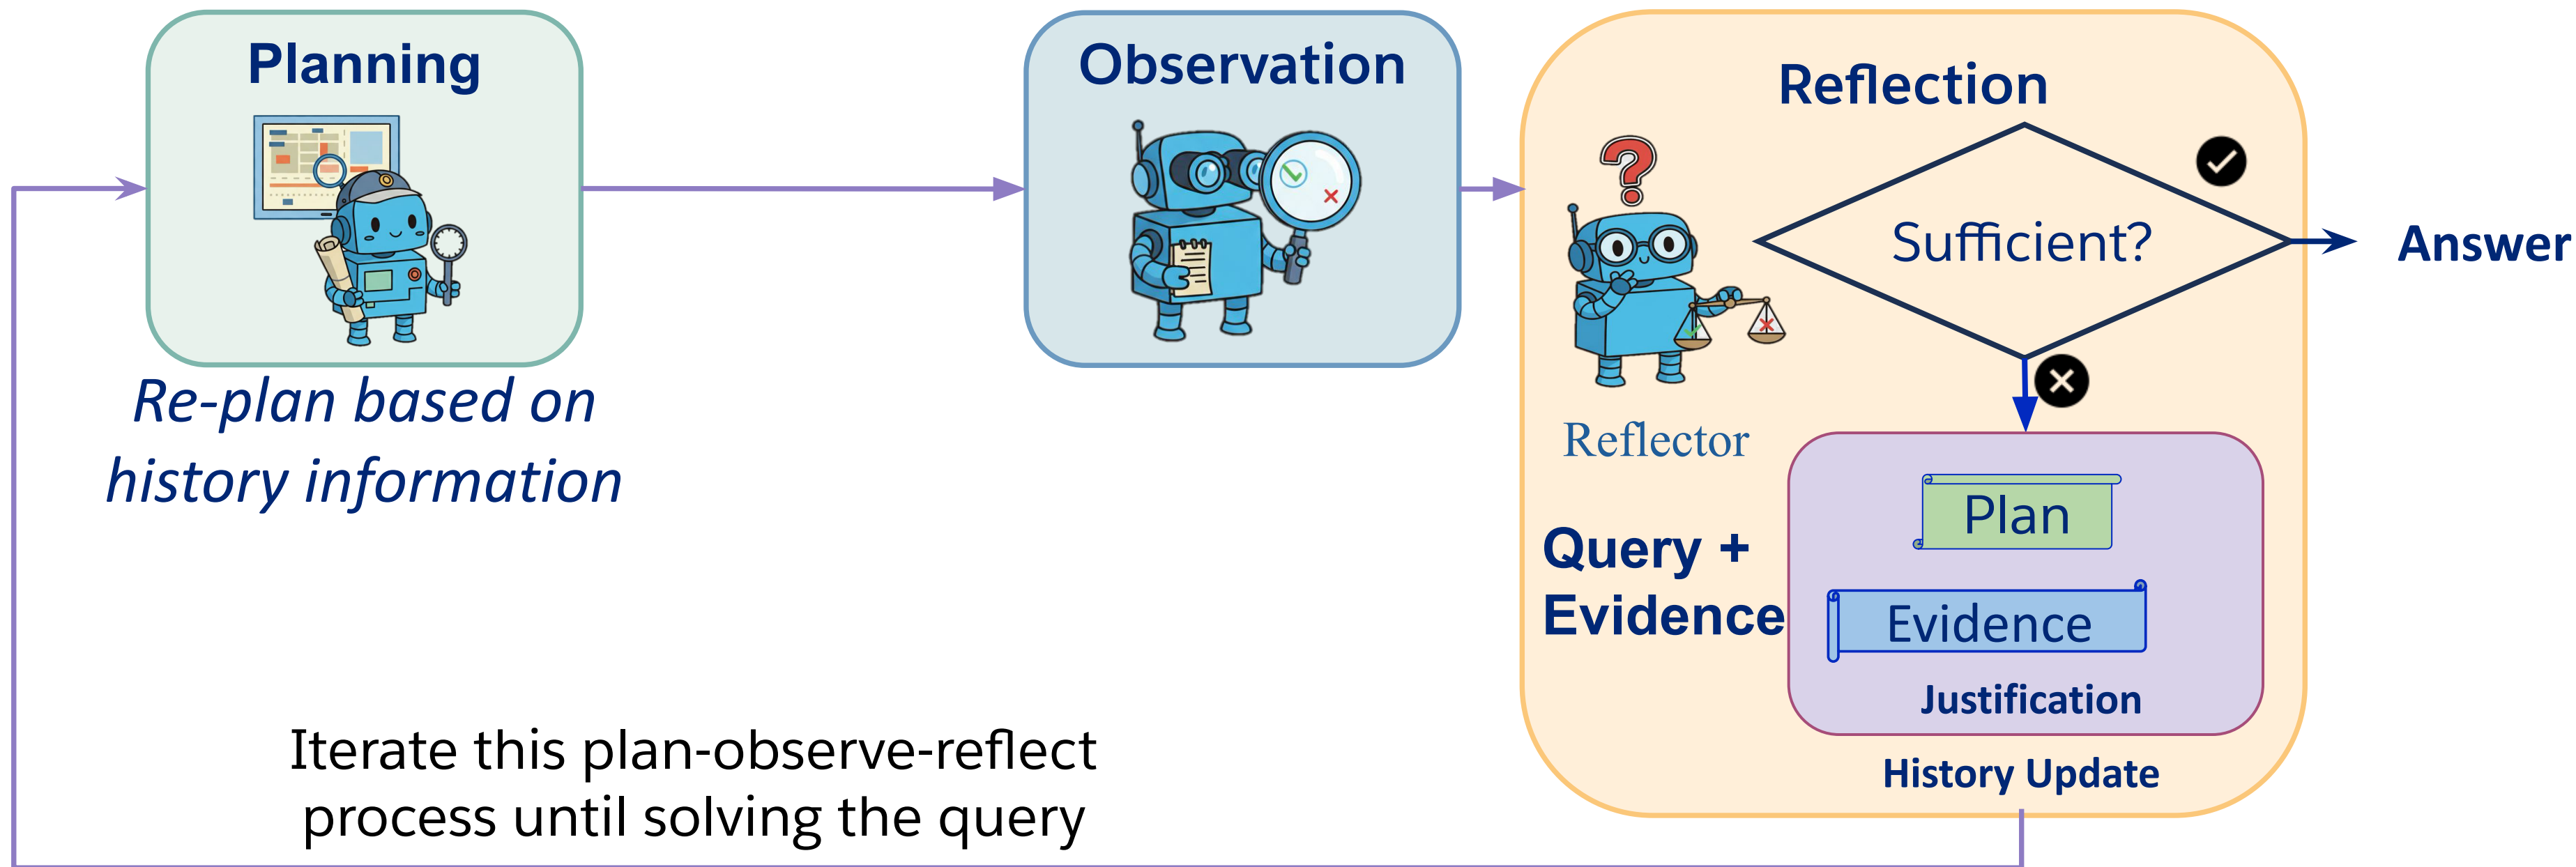 Planning
Re-plan based on
history information
Observation
Reflection
Sufficient?
Answer
Reflector
Query +
Evidence
Plan
Evidence
Justification
History Update
Iterate this plan-observe-reflect
process until solving the query